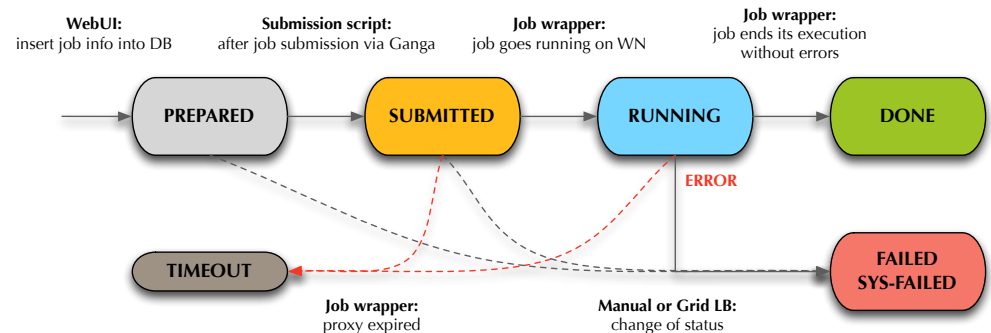 WebUI:
insert job info into DB
Submission script:
after job submission via Ganga
Job wrapper:
job goes running on WN
Job wrapper:
job ends its execution
without errors
PREPARED
SUBMITTED
RUNNING
DONE
ERROR
TIMEOUT
FAILED
SYS-FAILED
Job wrapper:
proxy expired
Manual or Grid LB:
change of status